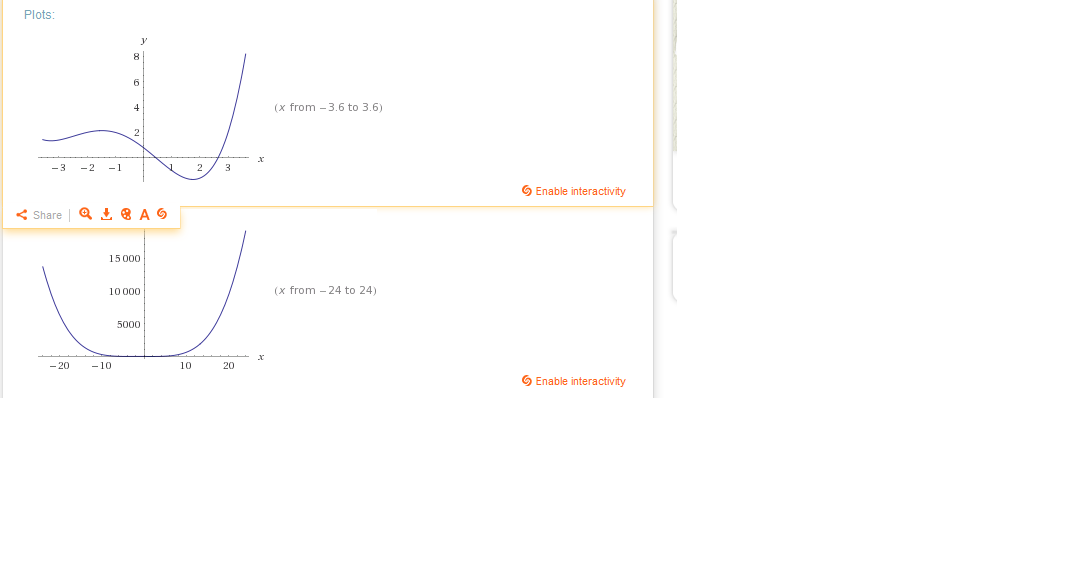 Plots:
y
8
6
4
2
(x from −3.6 to 3.6)
x
−3 −2 −1 1 2 3
Enable interactivity
Share | A
15 000
10 000
5000
(x from −24 to 24)
x
−20 −10 10 20
Enable interactivity